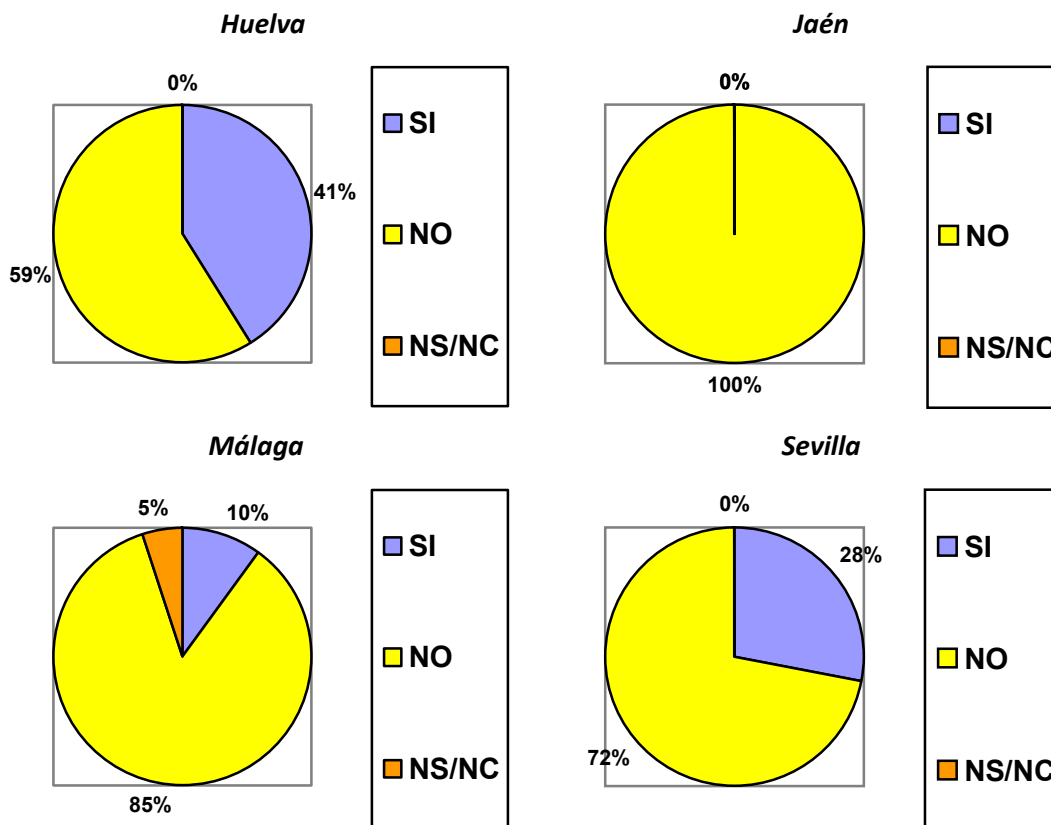 Huelva
0%
41%
59%
SI
NO
NS/NC
Jaén
0%
100%
SI
NO
NS/NC
Málaga
5%
10%
85%
SI
NO
NS/NC
Sevilla
0%
28%
72%
SI
NO
NS/NC